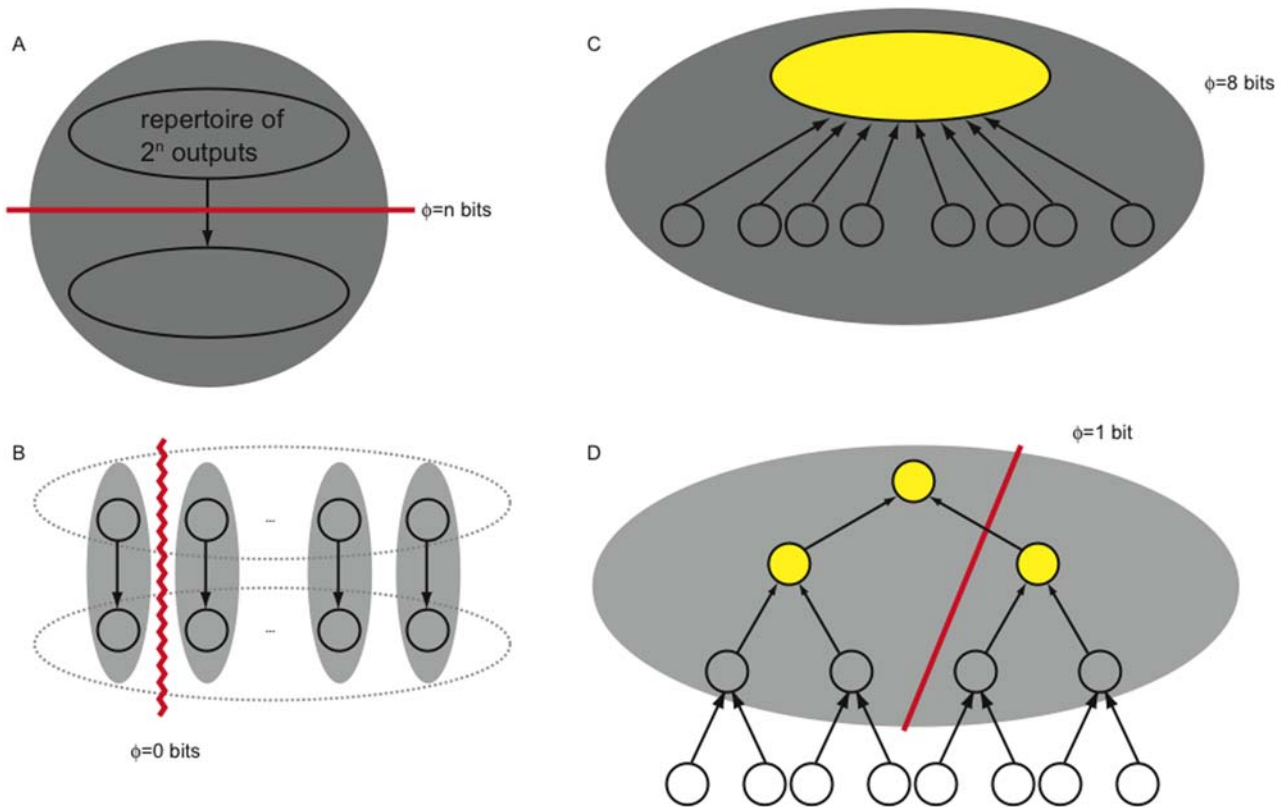 A
repertoire of
2ⁿ outputs
ϕ=n bits
B
...
...
ϕ=0 bits
C
ϕ=8 bits
D
ϕ=1 bit